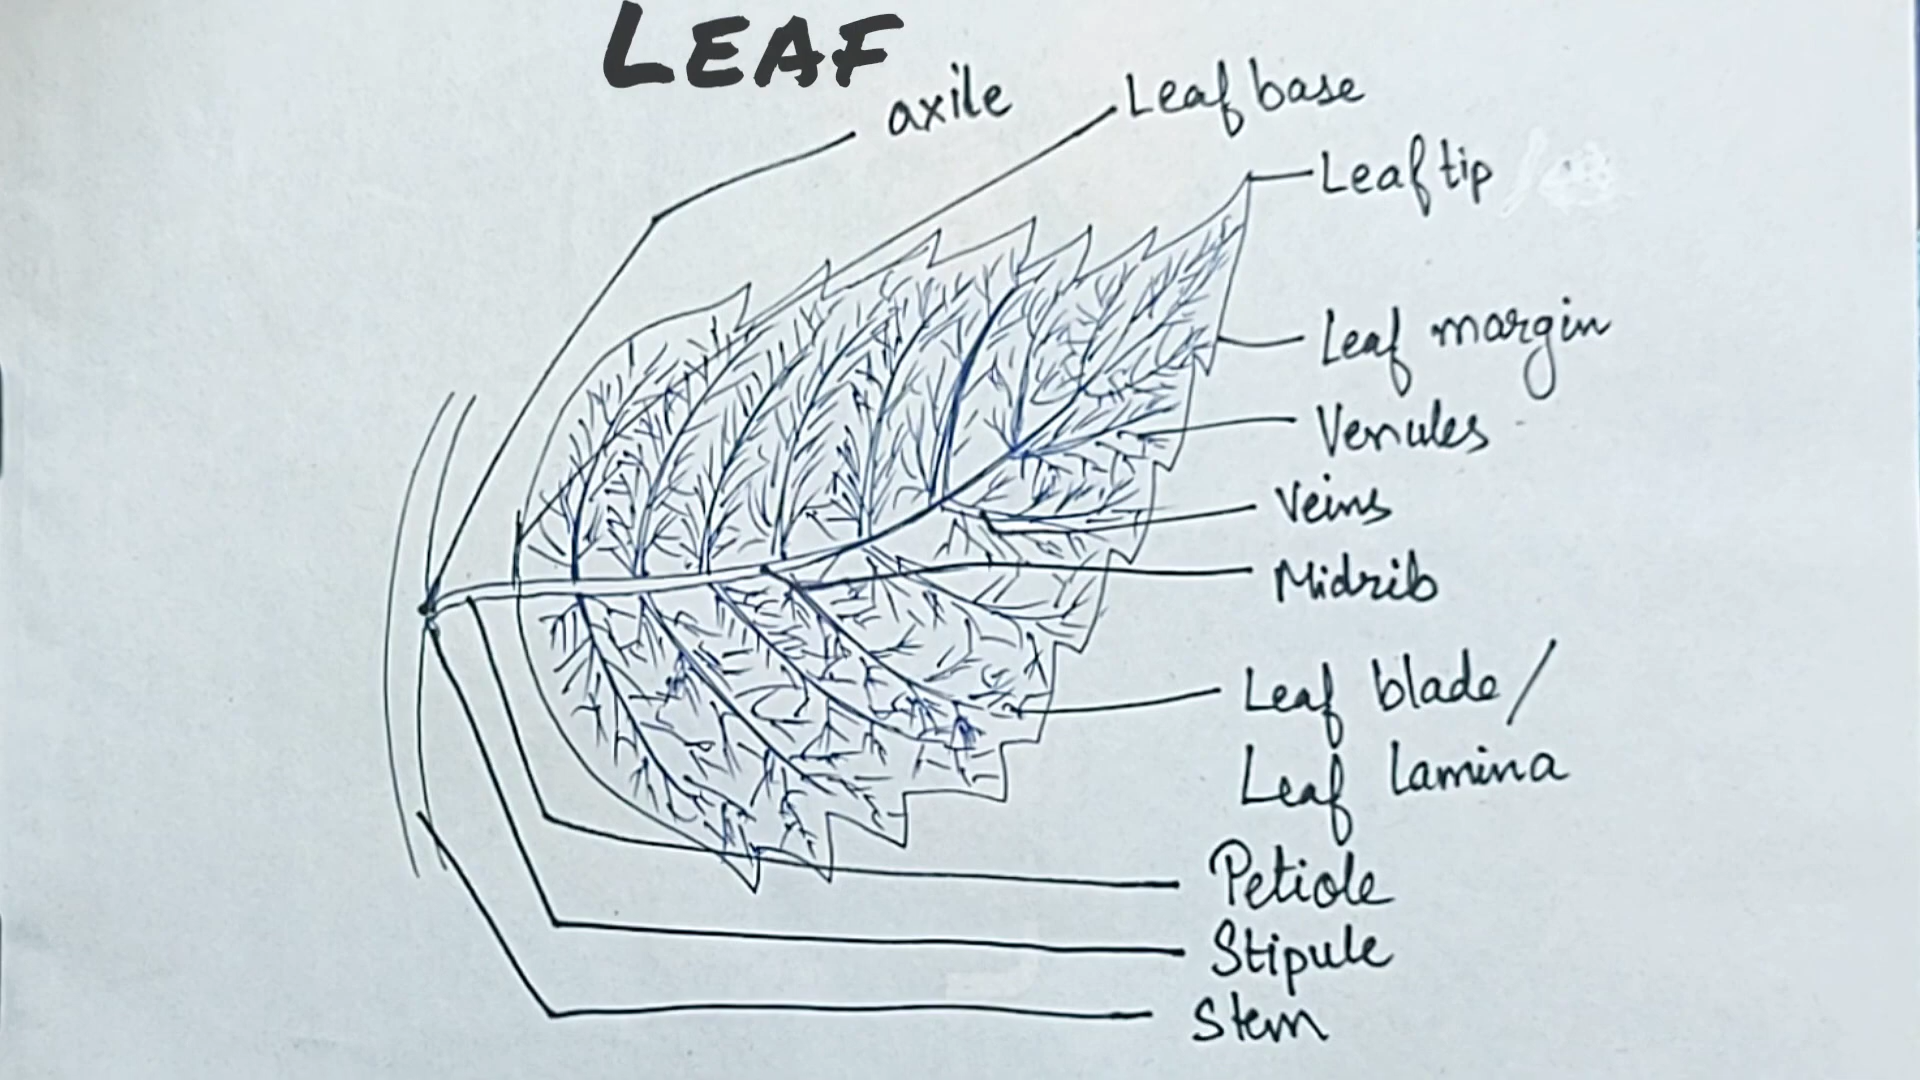 LEAF
axile
Leaf base
Leaf tip
Leaf margin
Venules
Veins
Midrib
Leaf blade/
Leaf lamina
Petiole
Stipule
Stem